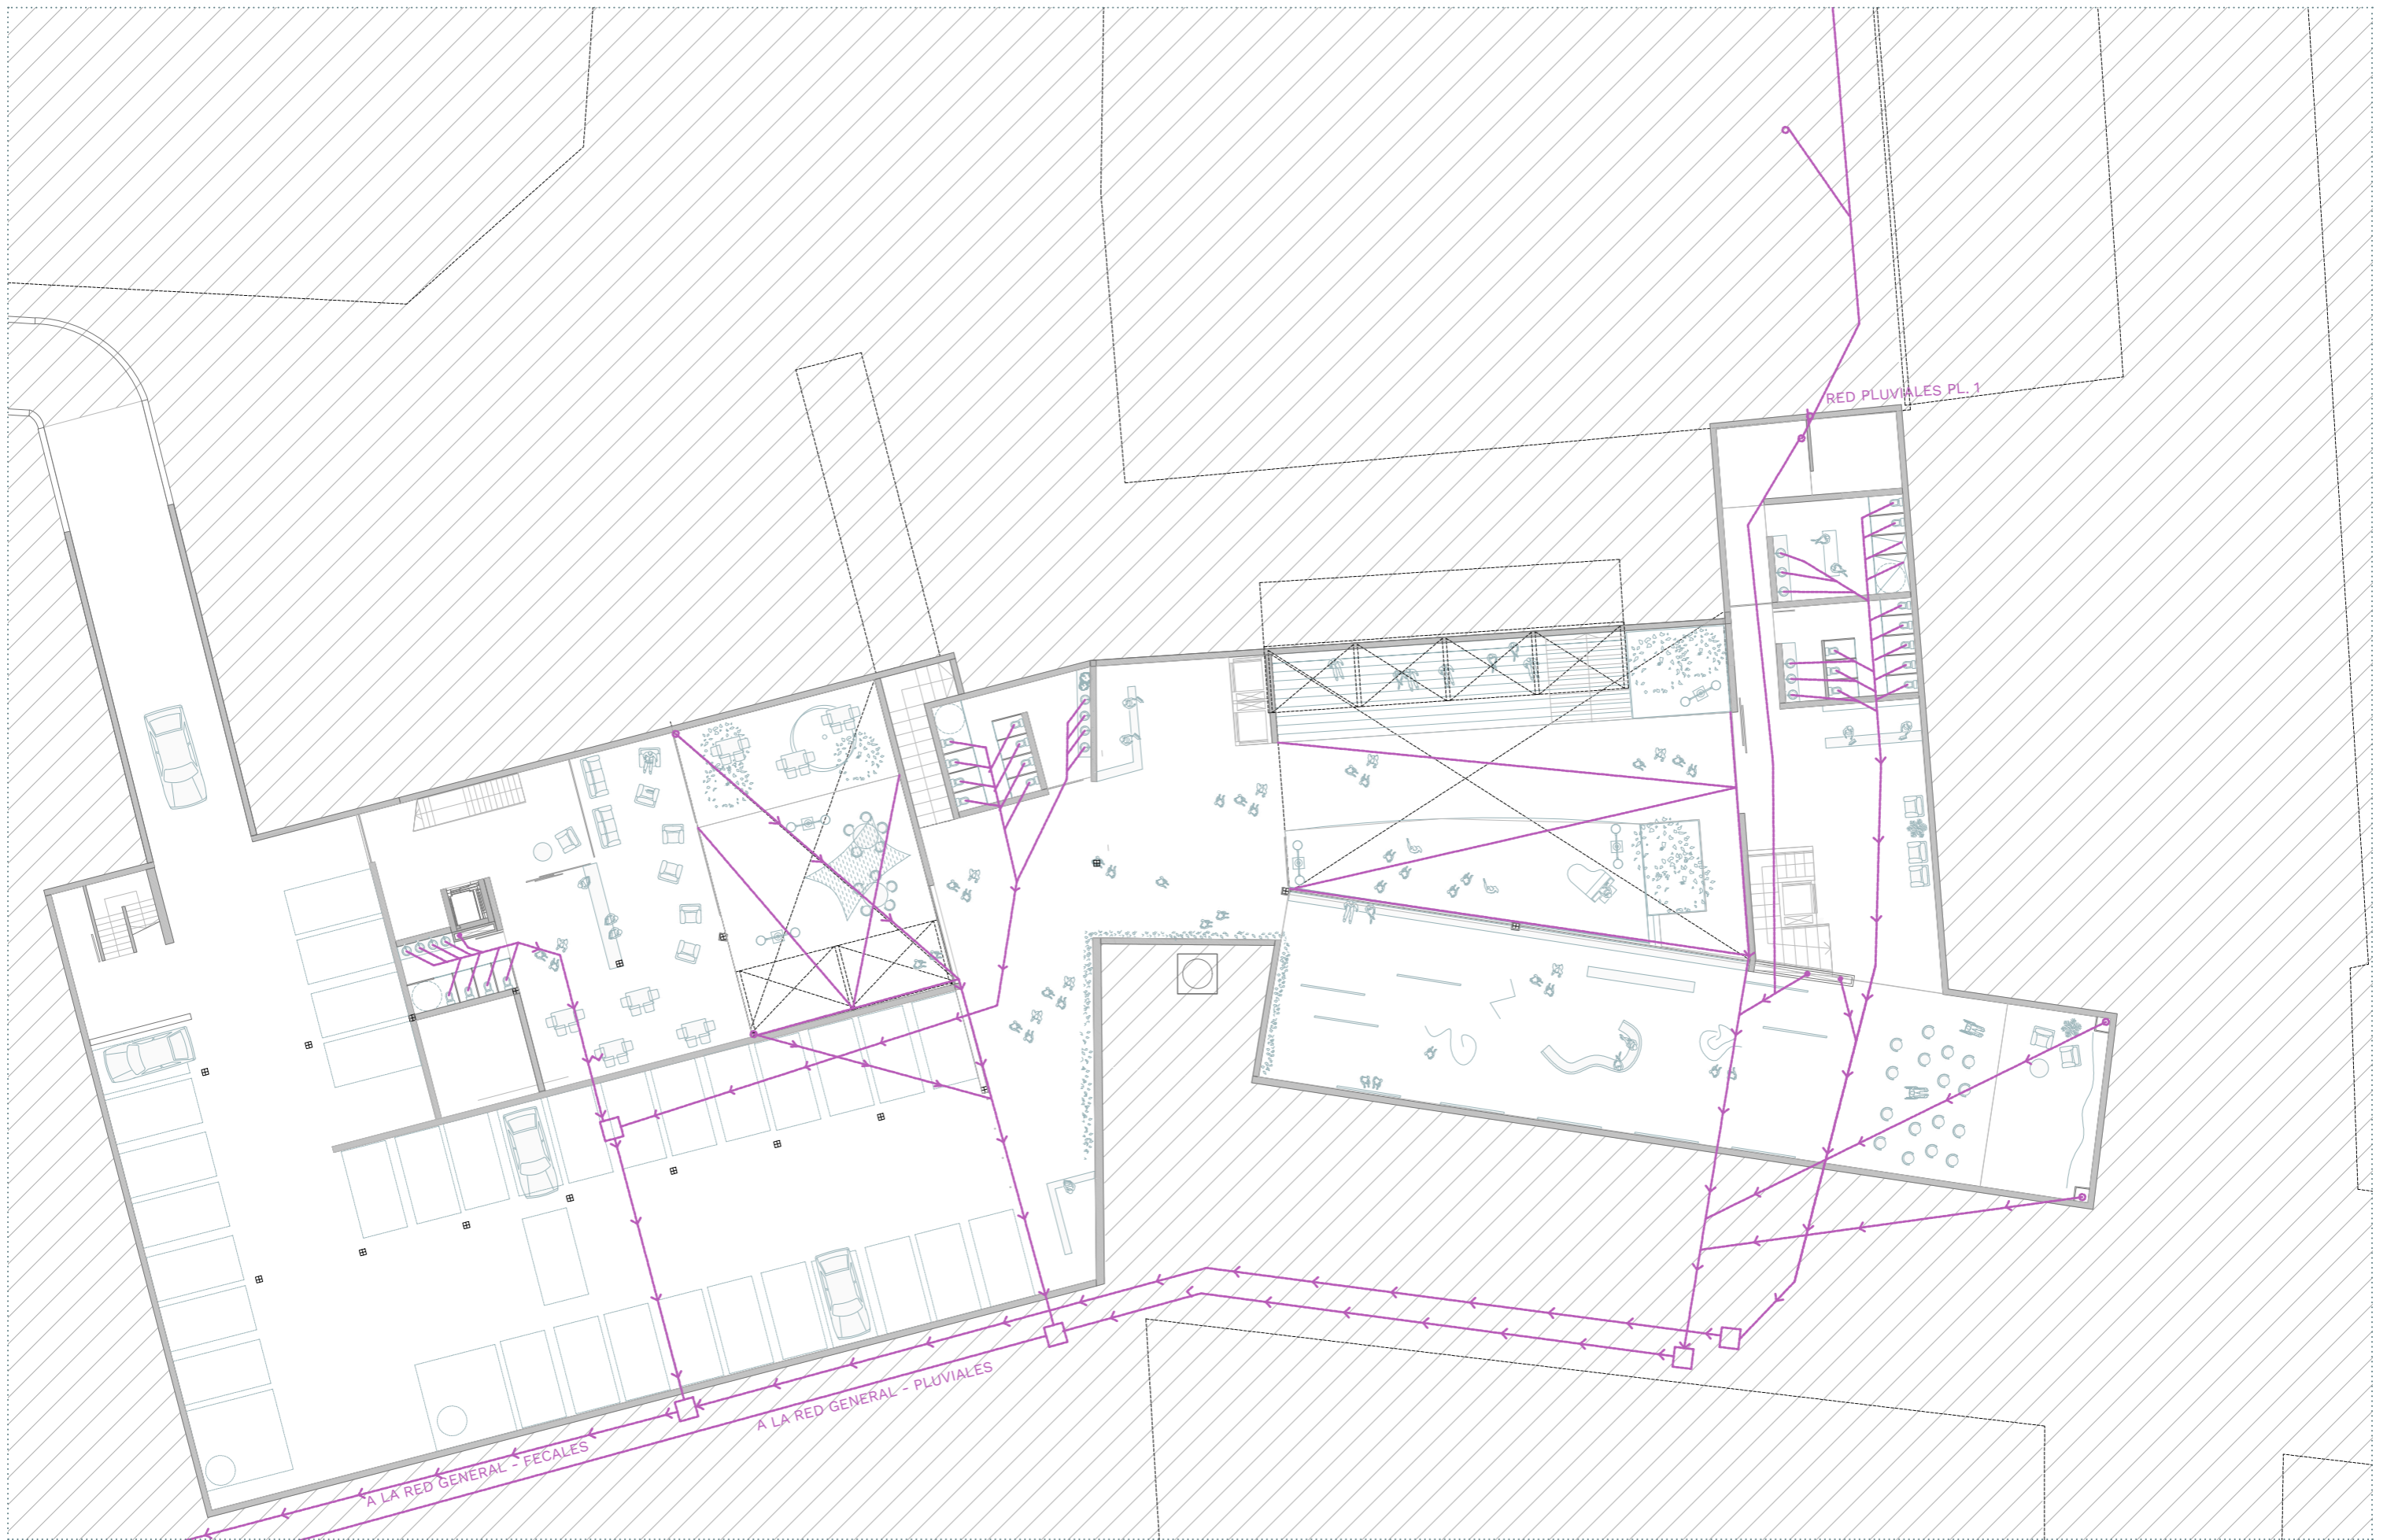 RED PLUVIALES PL. 1
A LA RED GENERAL - PLUVIALES
A LA RED GENERAL - FECALES